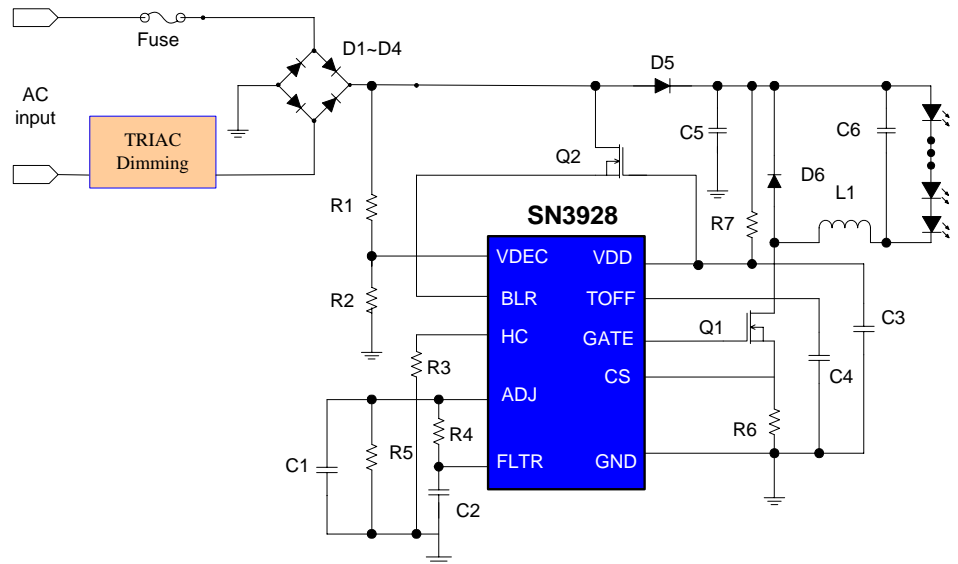 Fuse
D1~D4
D5
AC
input
TRIAC
Dimming
C5
C6
Q2
D6
L1
R1
R7
SN3928
VDEC
VDD
R2
BLR
TOFF
C3
HC
GATE
Q1
R3
CS
C4
ADJ
R4
R6
R5
C1
FLTR
GND
C2